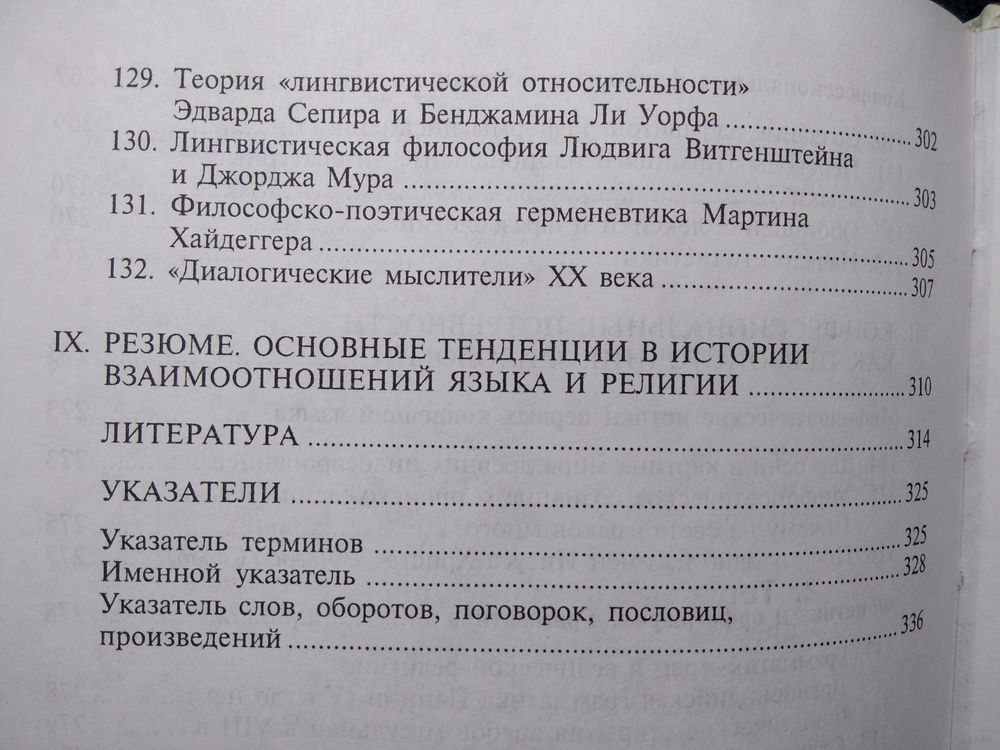 129. Теория «лингвистической относительности»
Эдварда Сепира и Бенджамина Ли Уорфа ........ 302
130. Лингвистическая философия Людвига Витгенштейна
и Джорджа Мура ........ 303
131. Философско-поэтическая герменевтика Мартина
Хайдеггера ........ 305
132. «Диалогические мыслители» XX века ........ 307
IX. РЕЗЮМЕ. ОСНОВНЫЕ ТЕНДЕНЦИИ В ИСТОРИИ
ВЗАИМООТНОШЕНИЙ ЯЗЫКА И РЕЛИГИИ ........ 310
ЛИТЕРАТУРА ........ 314
УКАЗАТЕЛИ ........ 325
Указатель терминов ........ 325
Именной указатель ........ 328
Указатель слов, оборотов, поговорок, пословиц,
произведений ........ 336